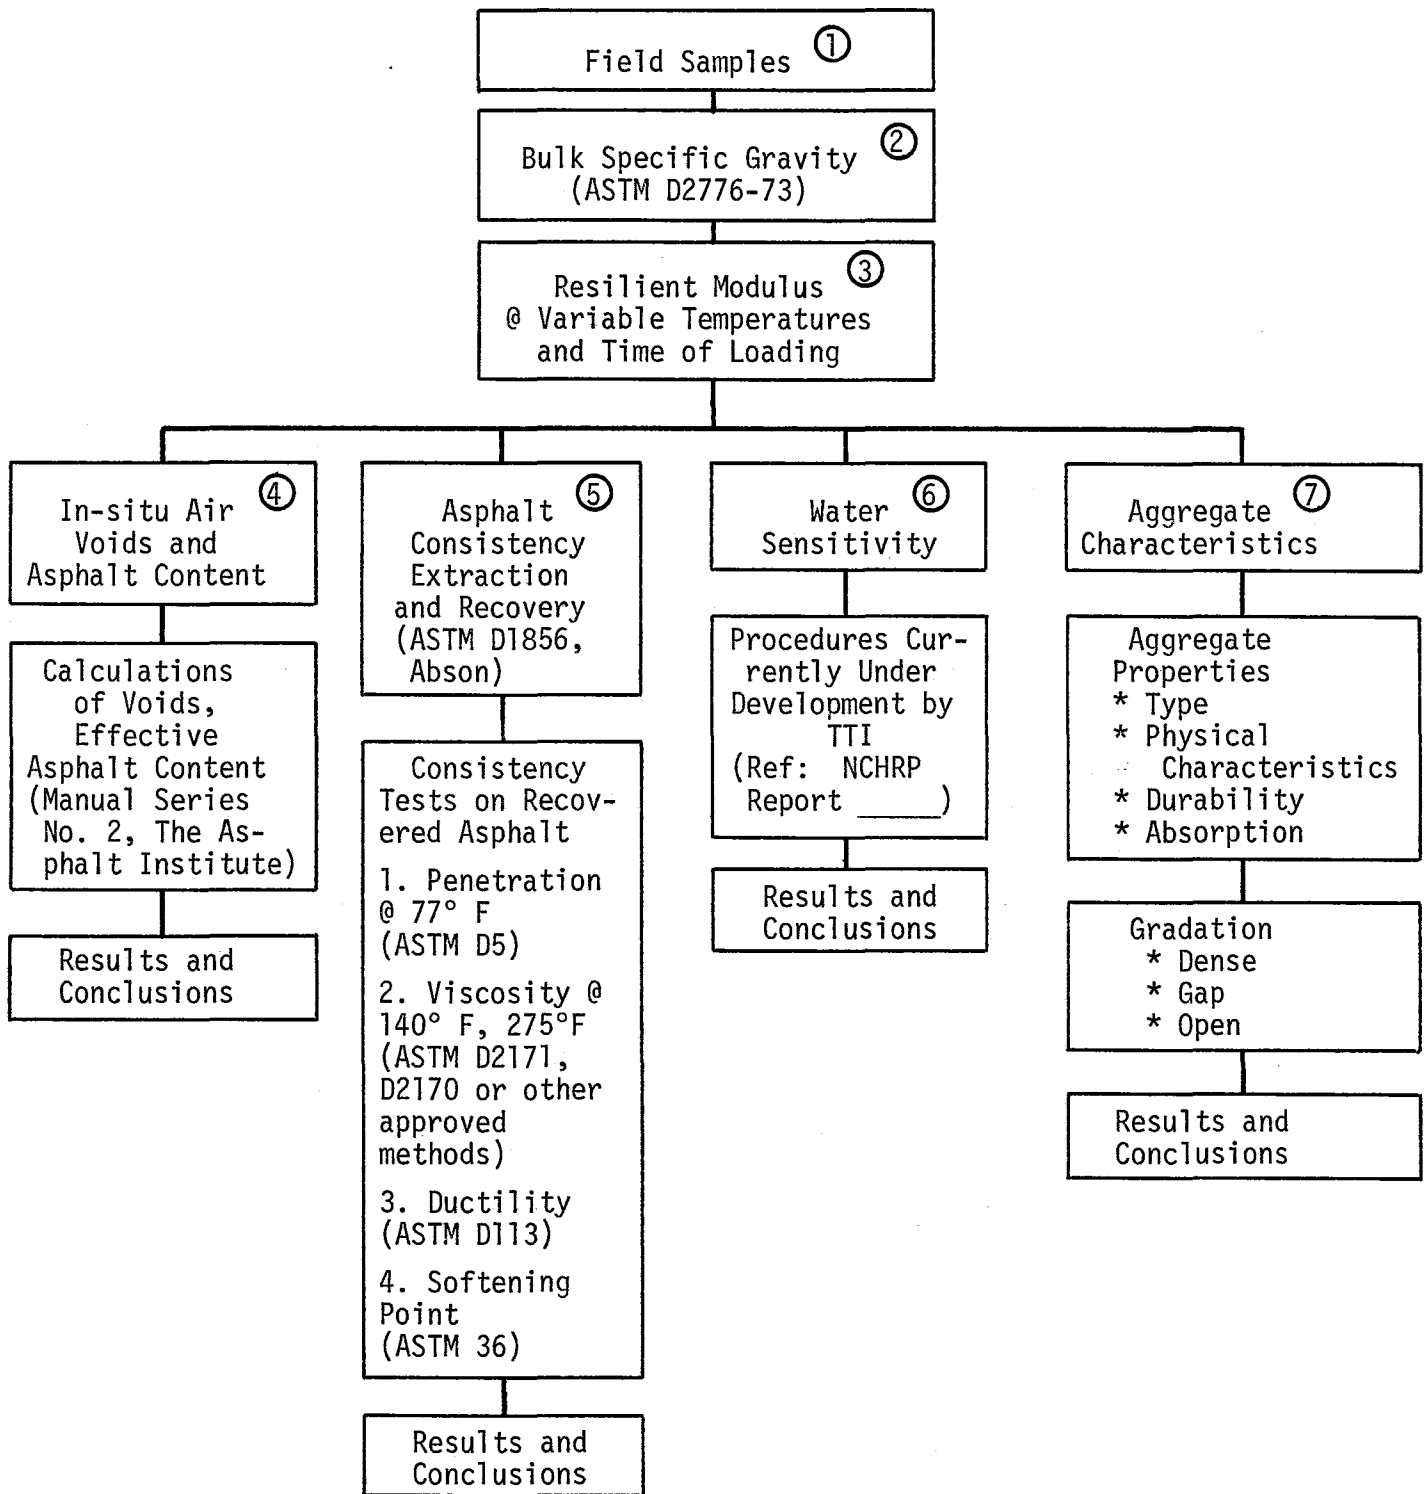 ①
Field Samples
②
Bulk Specific Gravity
(ASTM D2776-73)
③
Resilient Modulus
@ Variable Temperatures
and Time of Loading
④
In-situ Air
Voids and
Asphalt Content
Calculations
of Voids,
Effective
Asphalt Content
(Manual Series
No. 2, The As-
phalt Institute)
Results and
Conclusions
⑤
Asphalt
Consistency
Extraction
and Recovery
(ASTM D1856,
Abson)
Consistency
Tests on Recov-
ered Asphalt
1. Penetration
@ 77° F
(ASTM D5)
2. Viscosity @
140° F, 275°F
(ASTM D2171,
D2170 or other
approved
methods)
3. Ductility
(ASTM D113)
4. Softening
Point
(ASTM 36)
Results and
Conclusions
⑥
Water
Sensitivity
Procedures Cur-
rently Under
Development by
TTI
(Ref: NCHRP
Report _____)
Results and
Conclusions
⑦
Aggregate
Characteristics
Aggregate
Properties
* Type
* Physical
Characteristics
* Durability
* Absorption
Gradation
* Dense
* Gap
* Open
Results and
Conclusions